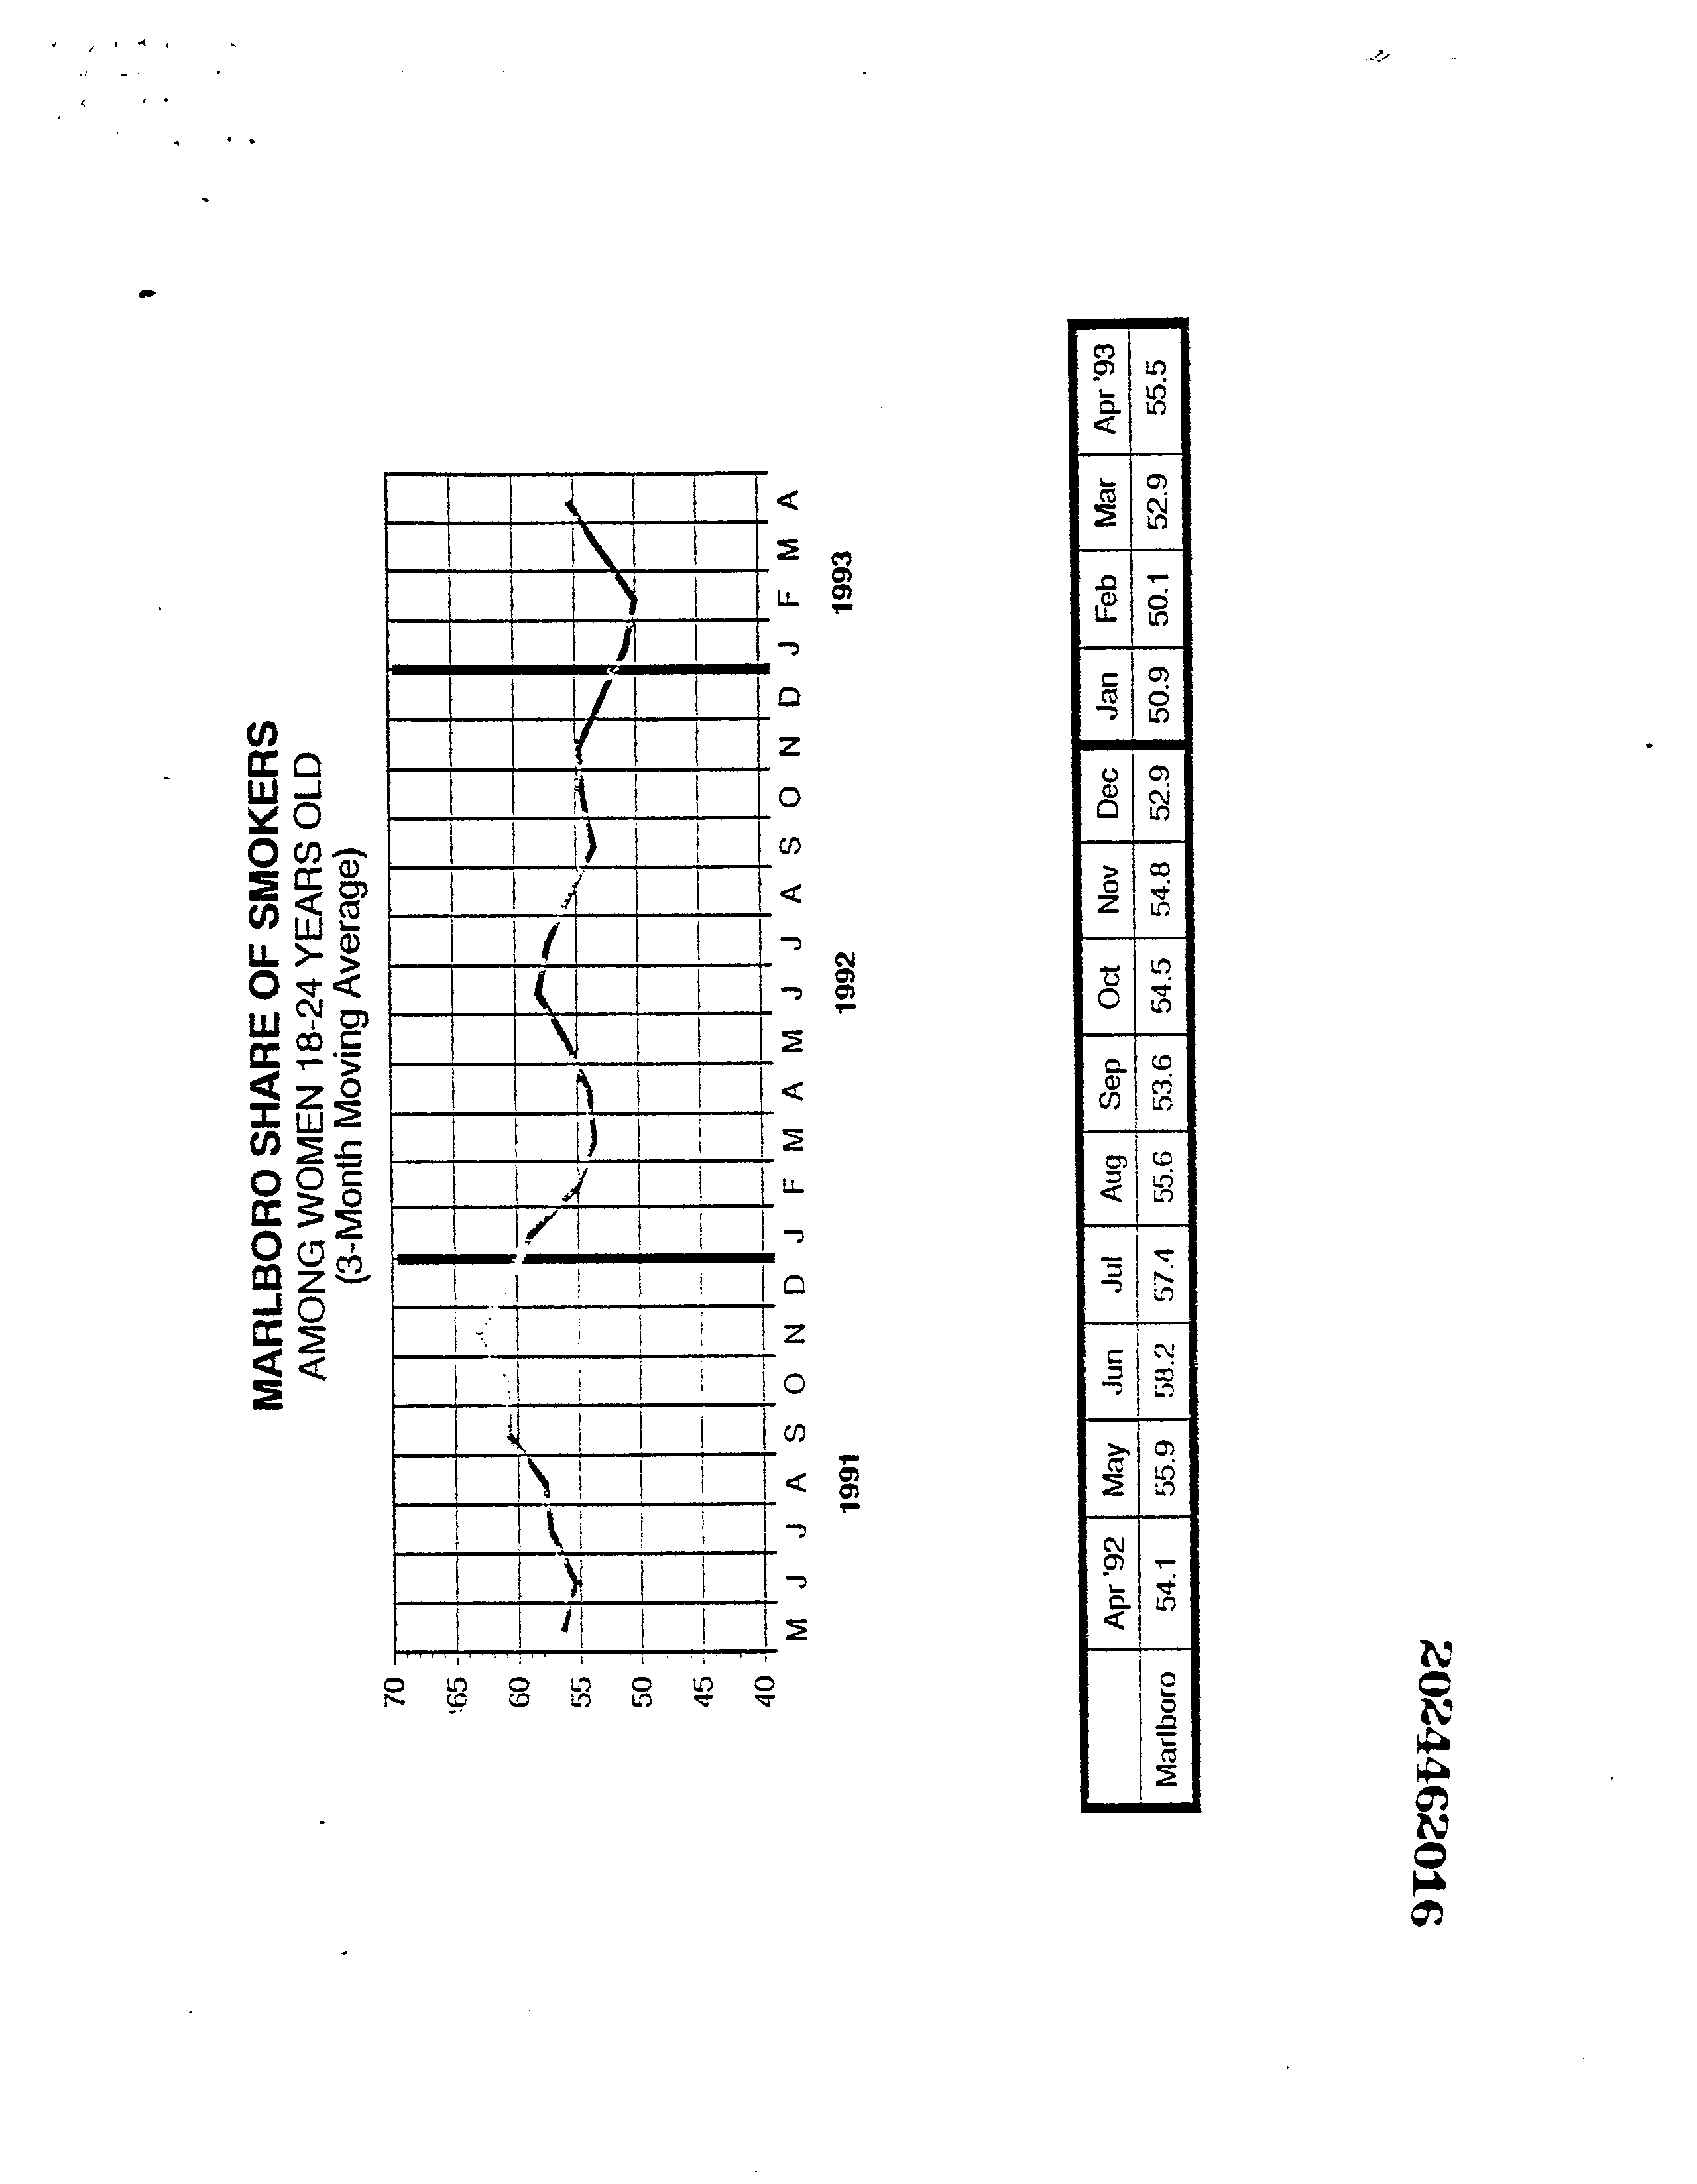 MARLBORO SHARE OF SMOKERS
AMONG WOMEN 18-24 YEARS OLD
(3-Month Moving Average)
70
65
60
55
50
45
40
M J J A S O N D J F M A M J J A S O N D J F M A
1991 1992 1993
Apr '92 May Jun Jul Aug Sep Oct Nov Dec Jan Feb Mar Apr '93
Marlboro 54.1 55.9 58.2 57.4 55.6 53.6 54.5 54.8 52.9 50.9 50.1 52.9 55.5
2024462016